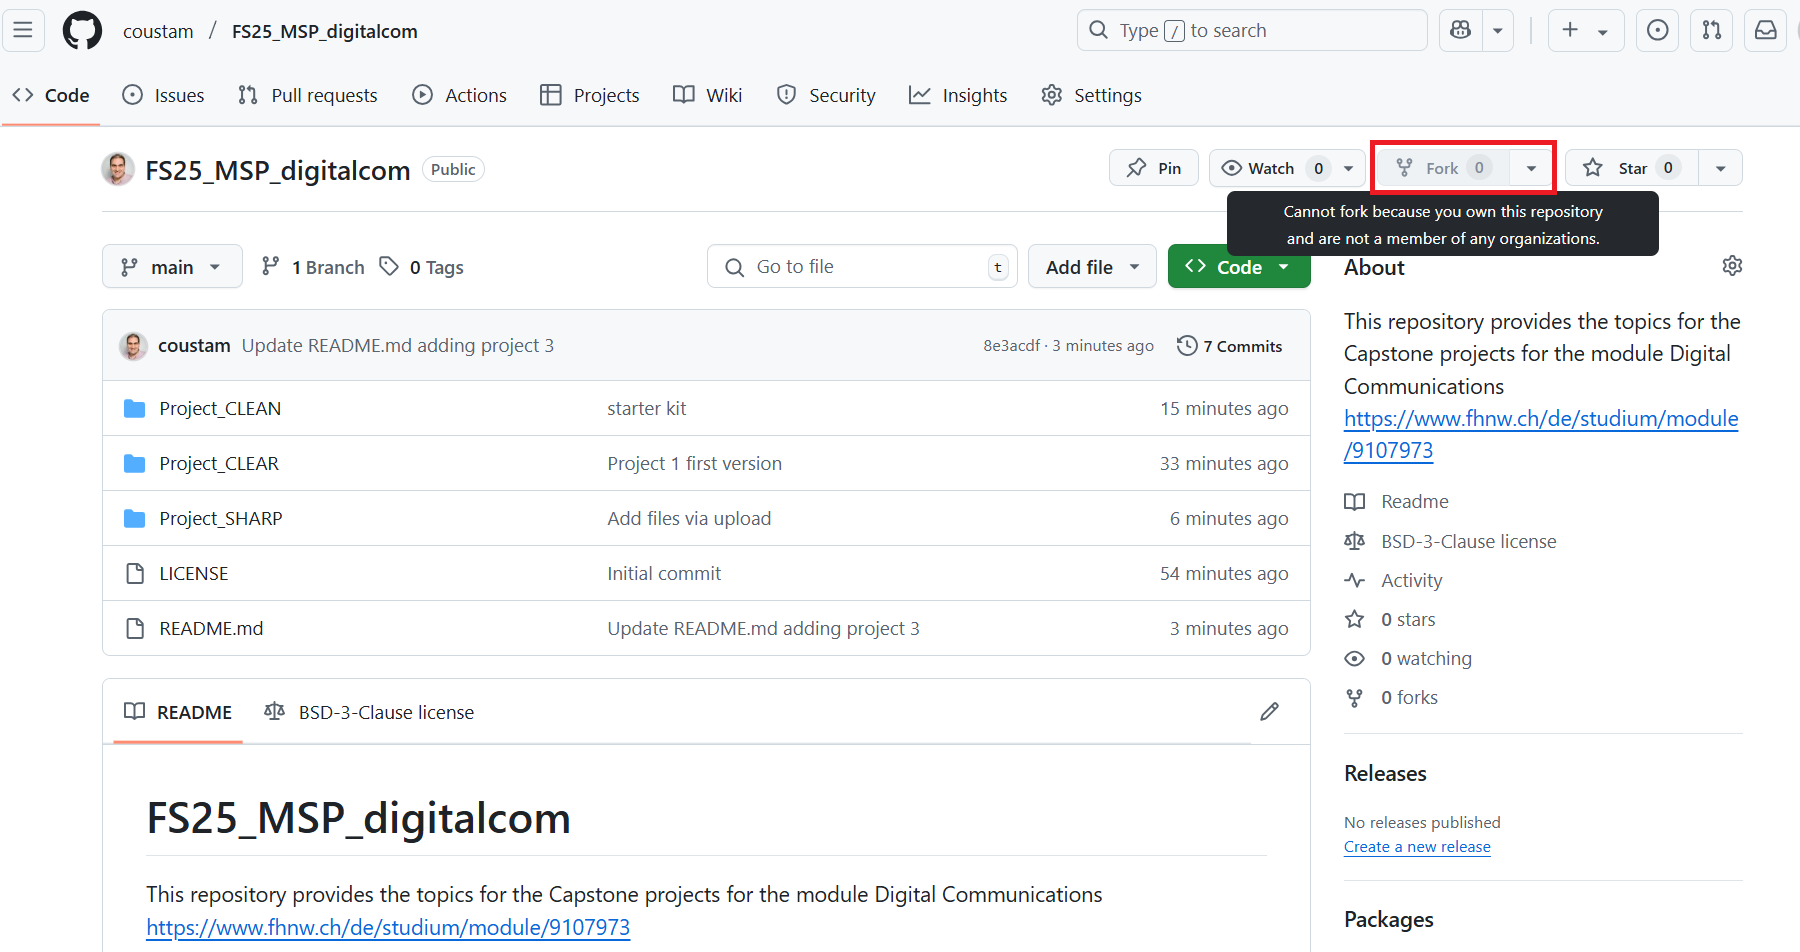 coustam / FS25_MSP_digitalcom
Type / to search
Code Issues Pull requests Actions Projects Wiki Security Insights Settings
FS25_MSP_digitalcom Public
Pin Watch 0 Fork 0 Star 0
Cannot fork because you own this repository
and are not a member of any organizations.
main 1 Branch 0 Tags
Go to file t
Add file
Code
coustam Update README.md adding project 3 8e3acdf · 3 minutes ago 7 Commits
Project_CLEAN starter kit 15 minutes ago
Project_CLEAR Project 1 first version 33 minutes ago
Project_SHARP Add files via upload 6 minutes ago
LICENSE Initial commit 54 minutes ago
README.md Update README.md adding project 3 3 minutes ago
README BSD-3-Clause license
FS25_MSP_digitalcom
This repository provides the topics for the Capstone projects for the module Digital Communications
https://www.fhnw.ch/de/studium/module/9107973
About
This repository provides the topics for the
Capstone projects for the module Digital
Communications
https://www.fhnw.ch/de/studium/module
/9107973
Readme
BSD-3-Clause license
Activity
0 stars
0 watching
0 forks
Releases
No releases published
Create a new release
Packages